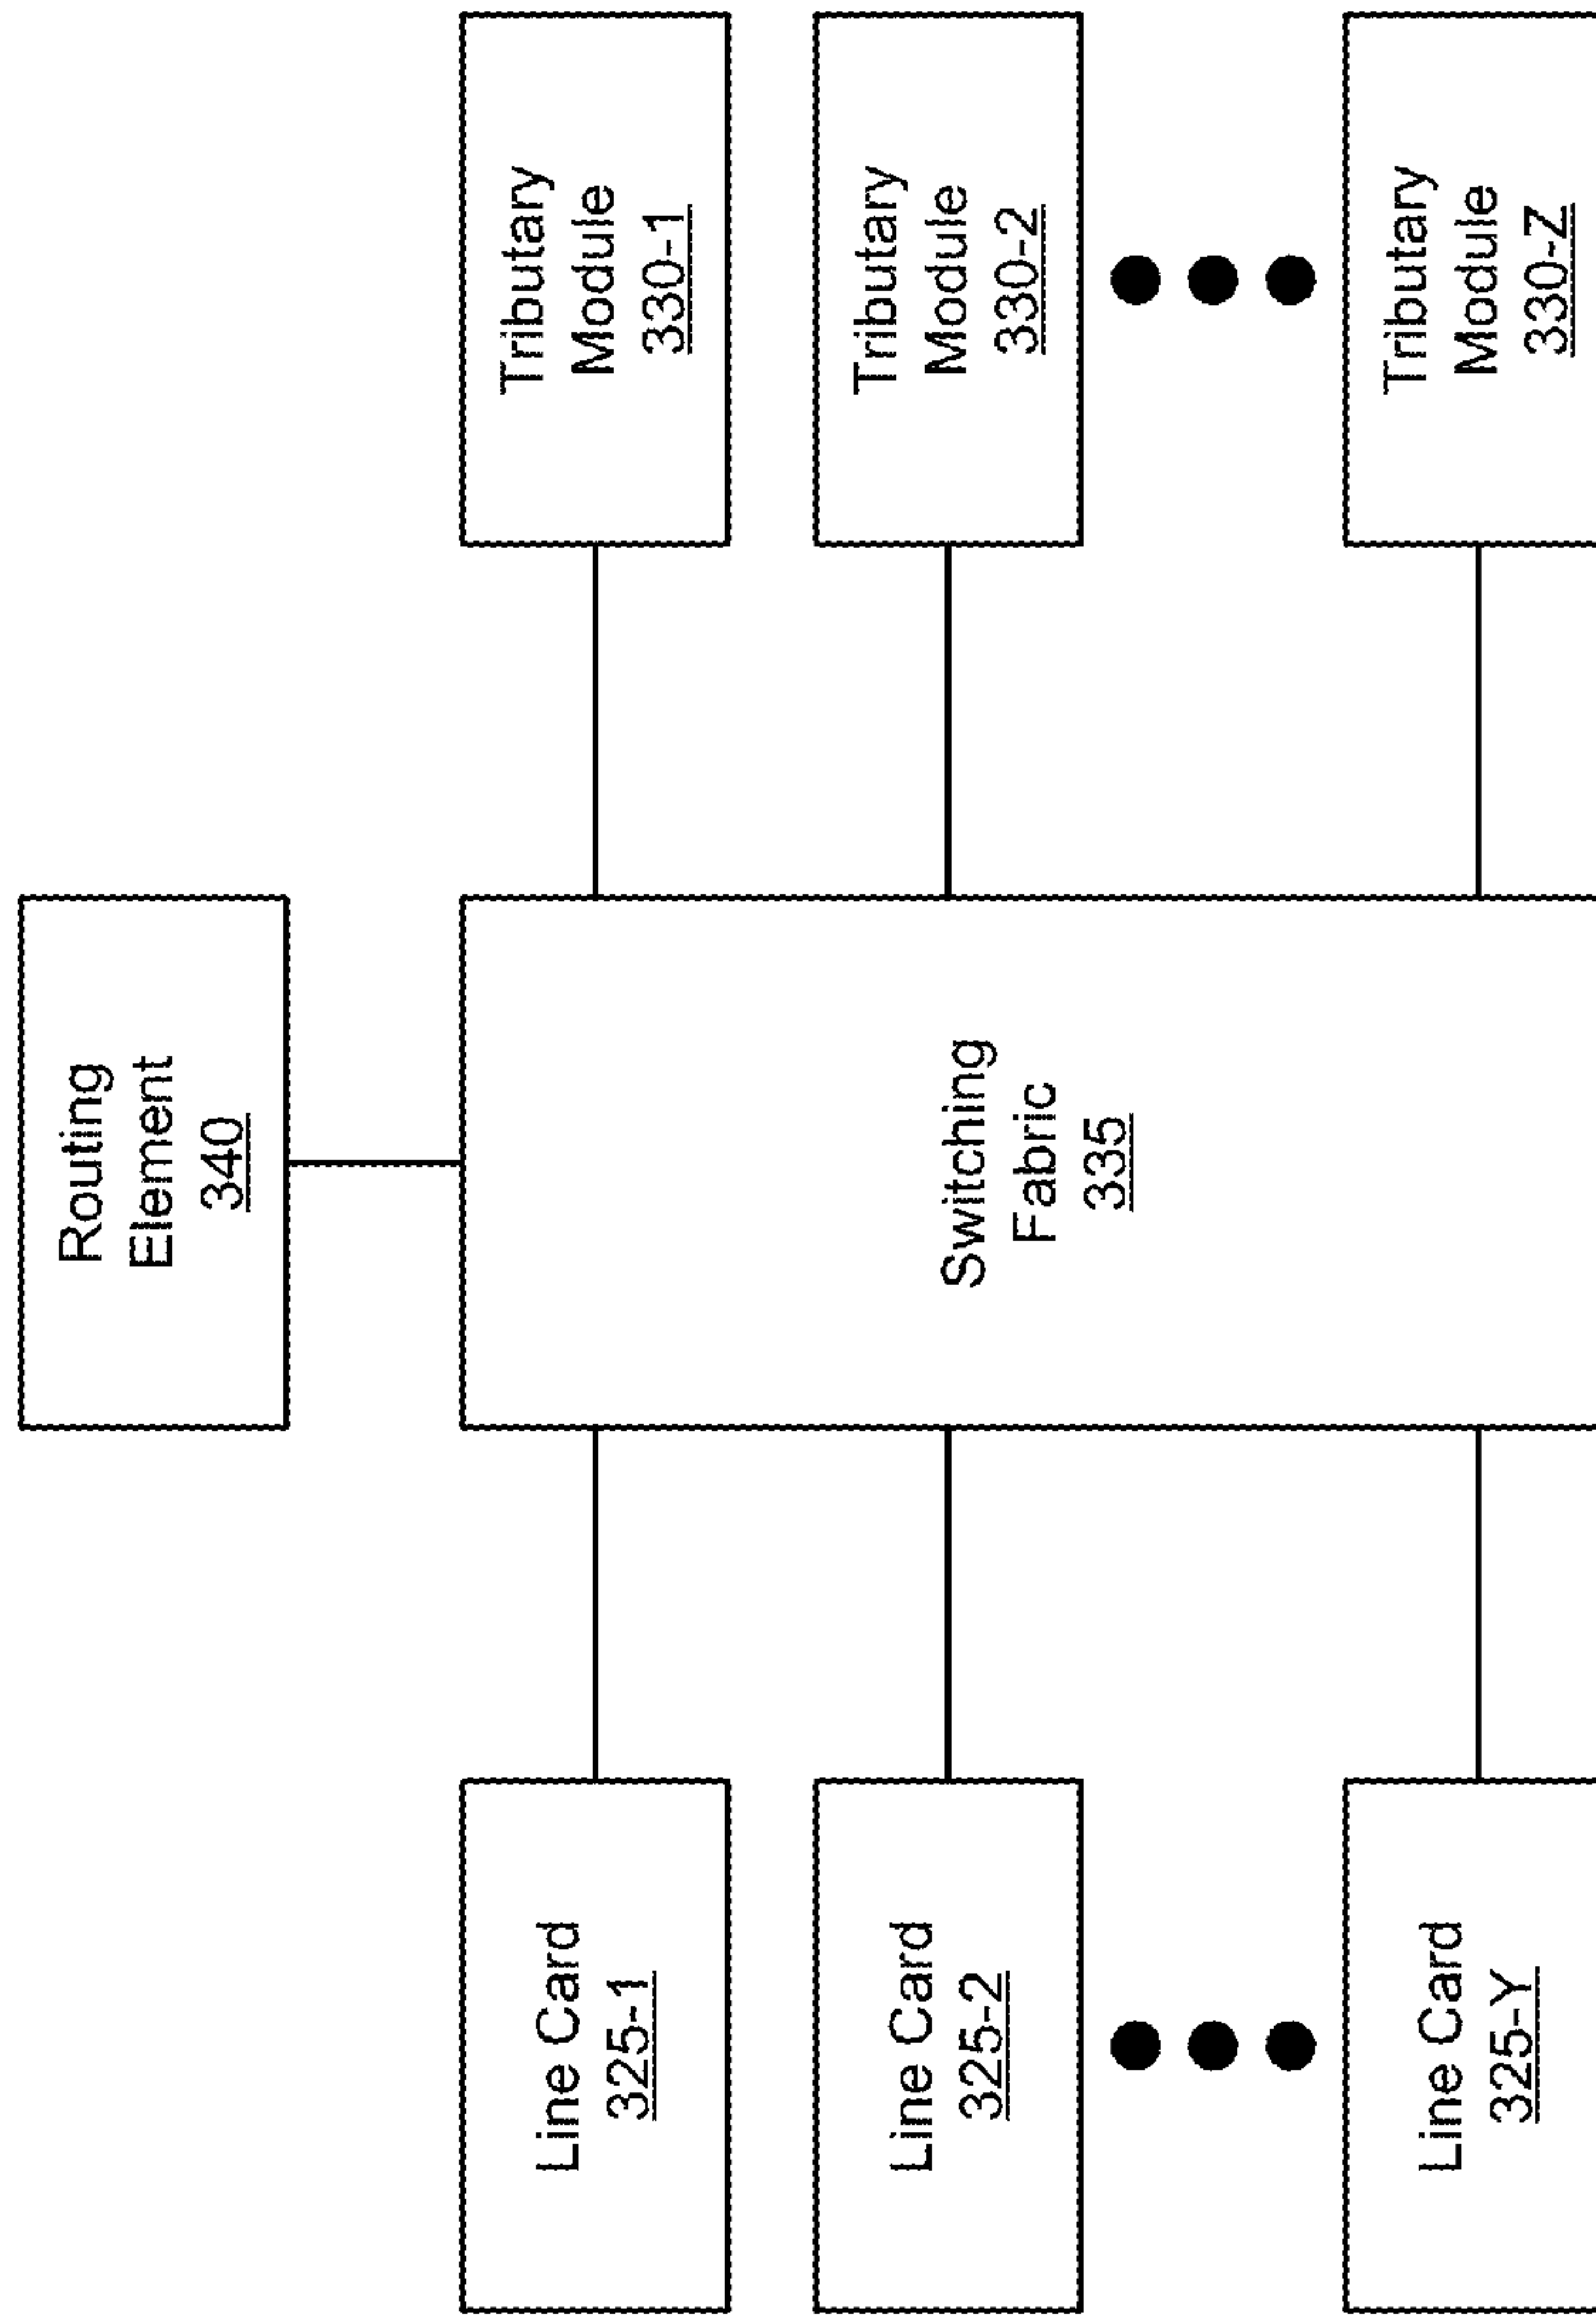 Routing
Element
340
Line Card
325-1
Switching
Fabric
335
Tributary
Module
330-1
Line Card
325-2
Tributary
Module
330-2
Line Card
325-Y
Tributary
Module
330-Z